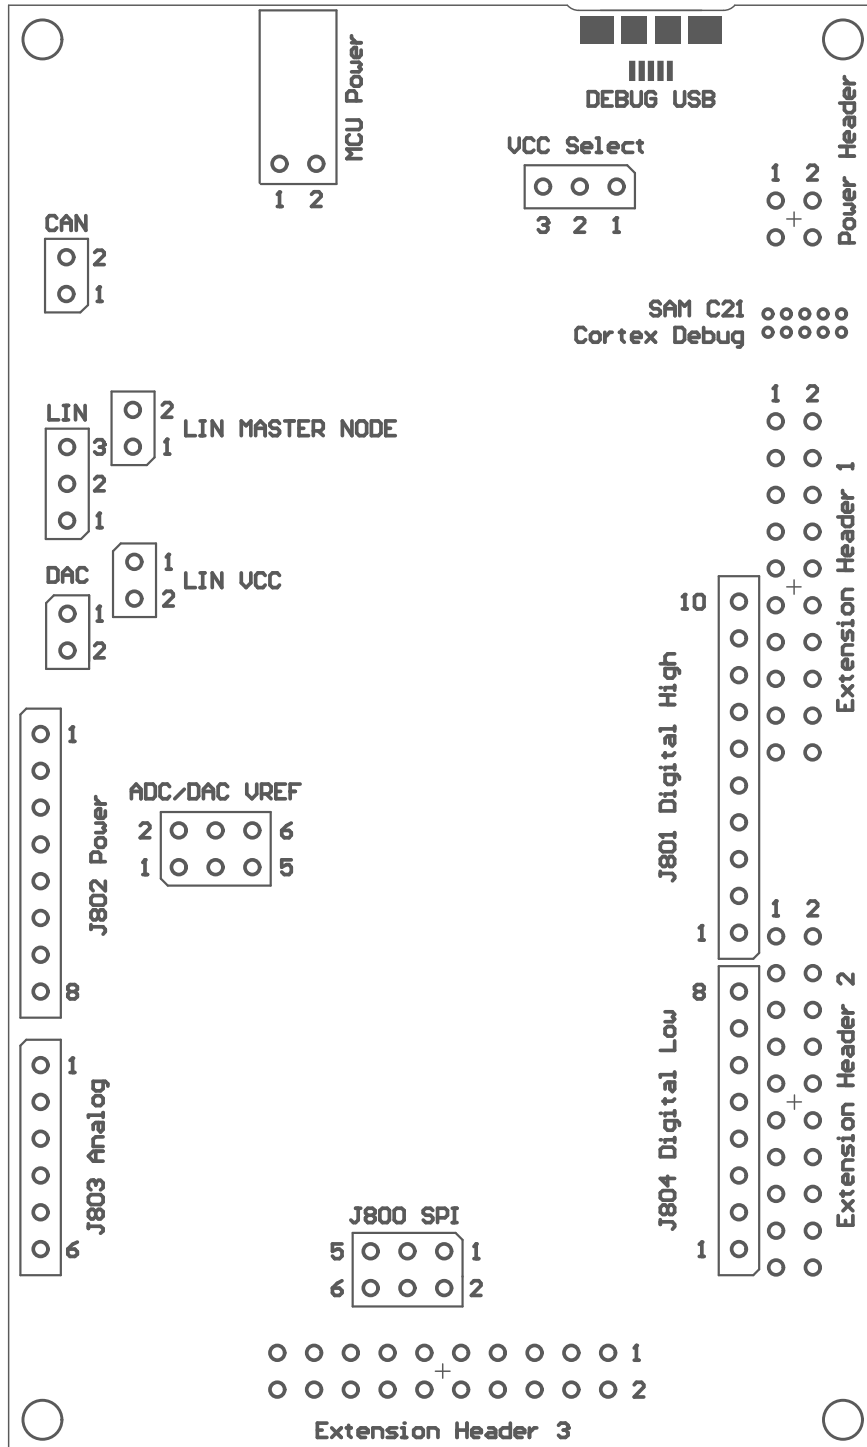 DEBUG USB
MCU Power
1 2
VCC Select
3 2 1
Power Header
1 2
CAN
2
1
SAM C21
Cortex Debug
1 2
Extension Header 1
LIN
3
2
1
2
1
LIN MASTER NODE
1
2
LIN VCC
DAC
1
2
10
J801 Digital High
1
1
J802 Power
8
ADC/DAC VREF
2 6
1 5
1 2
Extension Header 2
8
J804 Digital Low
1
1
J803 Analog
6
J800 SPI
5 1
6 2
1
2
Extension Header 3